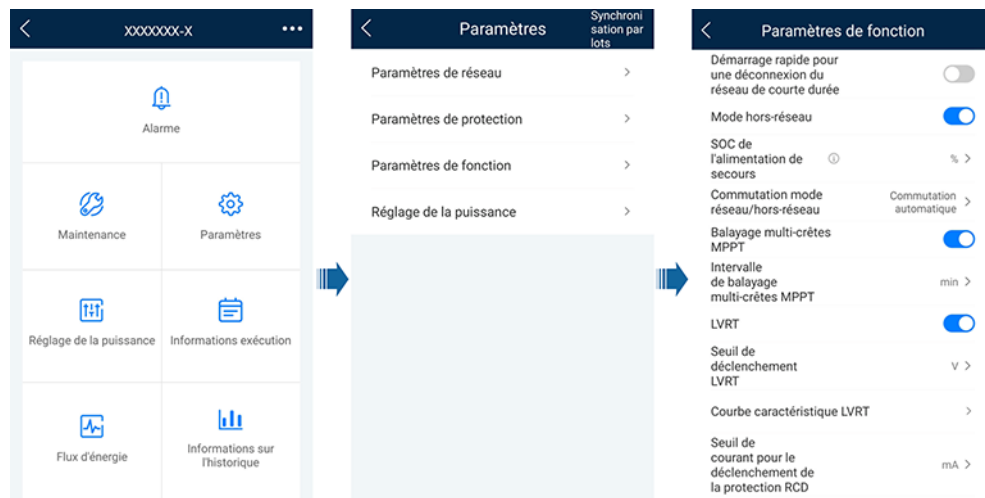 XXXXXXX-X
Alarme
Maintenance
Paramètres
Réglage de la puissance
Informations exécution
Flux d'énergie
Informations sur
l'historique
Paramètres
Synchroni
sation par
lots
Paramètres de réseau
Paramètres de protection
Paramètres de fonction
Réglage de la puissance
Paramètres de fonction
Démarrage rapide pour
une déconnexion du
réseau de courte durée
Mode hors-réseau
SOC de
l'alimentation de
secours
%
Commutation mode
réseau/hors-réseau
Commutation
automatique
Balayage multi-crêtes
MPPT
Intervalle
de balayage
multi-crêtes MPPT
min
LVRT
Seuil de
déclenchement
LVRT
V
Courbe caractéristique LVRT
Seuil de
courant pour le
déclenchement de
la protection RCD
mA